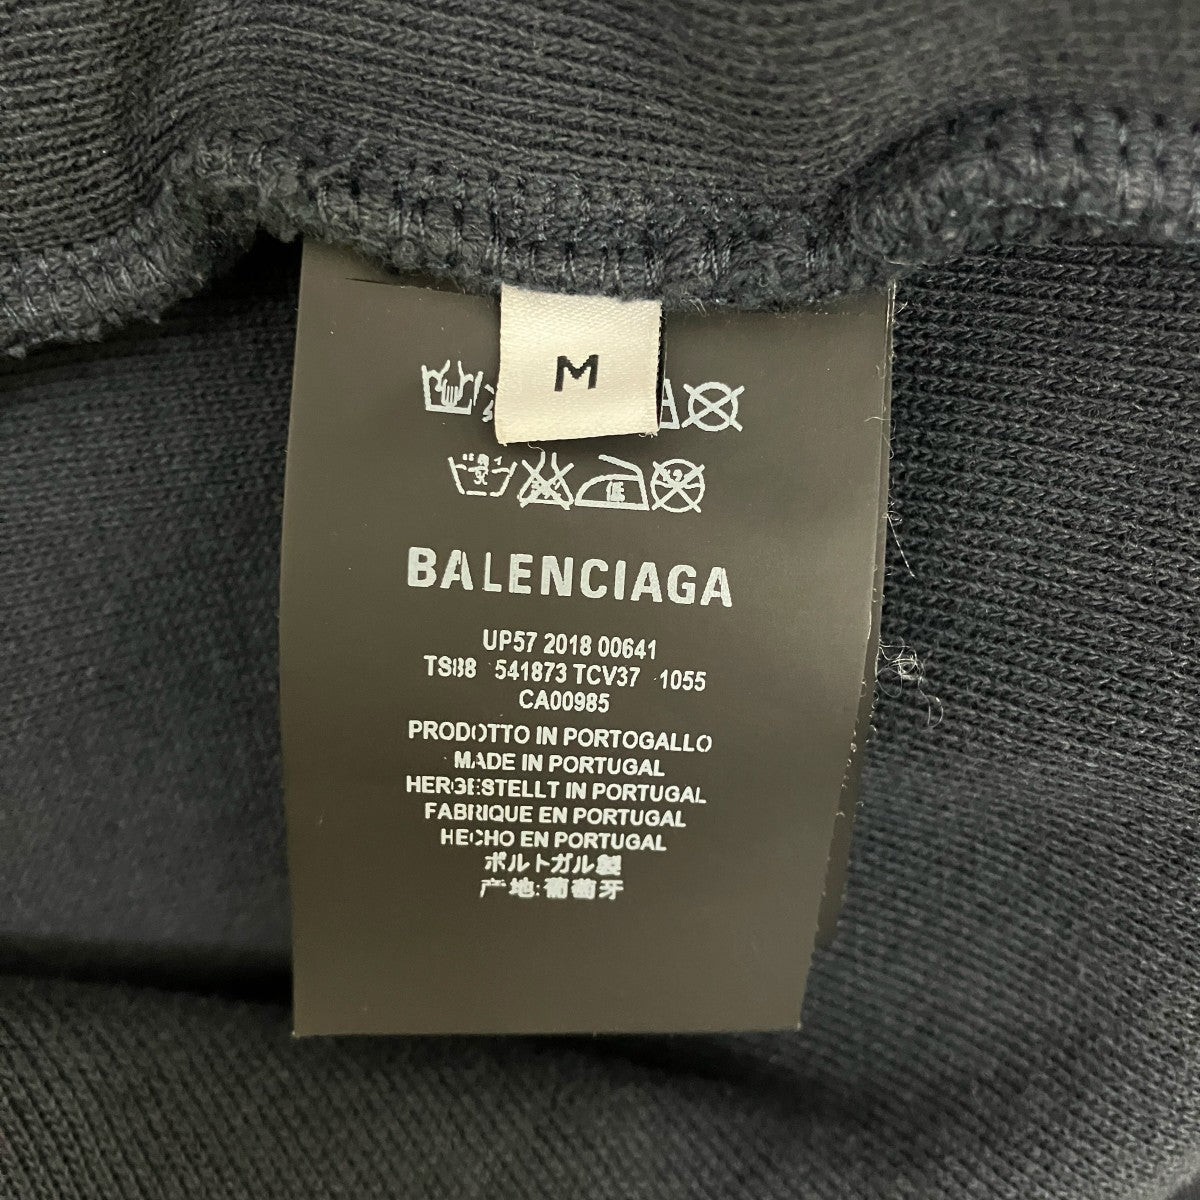 M
低
BALENCIAGA
UP57 2018 00641
TS88 541873 TCV37 1055
CA00985
PRODOTTO IN PORTOGALLO
MADE IN PORTUGAL
HERGESTELLT IN PORTUGAL
FABRIQUE EN PORTUGAL
HECHO EN PORTUGAL
ポルトガル製
产地:葡萄牙